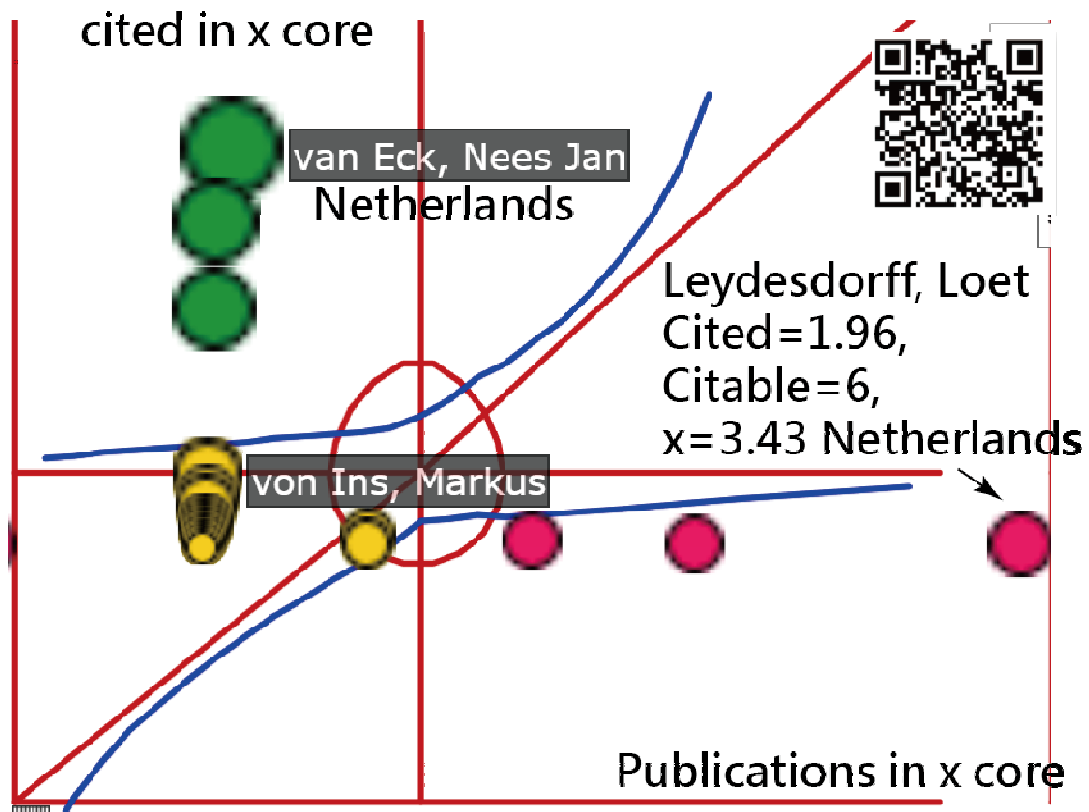 cited in x core
van Eck, Nees Jan
Netherlands
Leydesdorff, Loet
Cited=1.96,
Citable=6,
x=3.43 Netherlands
von Ins, Markus
Publications in x core